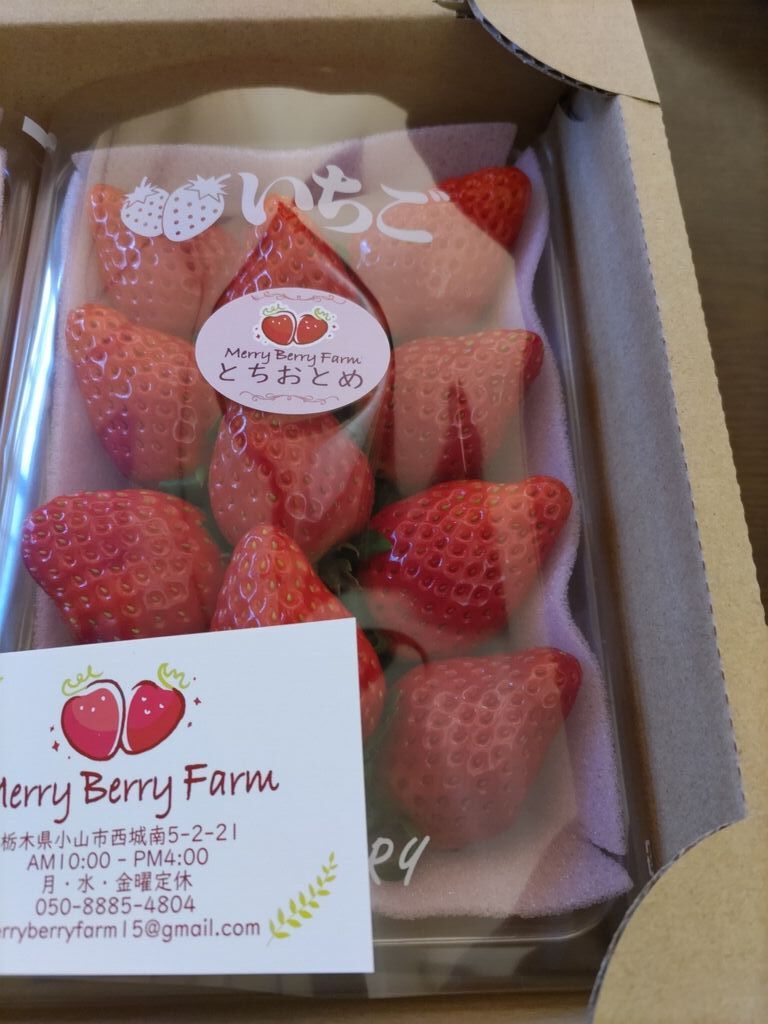 いちご
Merry Berry Farm
とちおとめ
Merry Berry Farm
栃木県小山市西城南5-2-21
AM10:00 - PM4:00
月・水・金曜定休
050-8885-4804
erryberryfarm15@gmail.com
RY